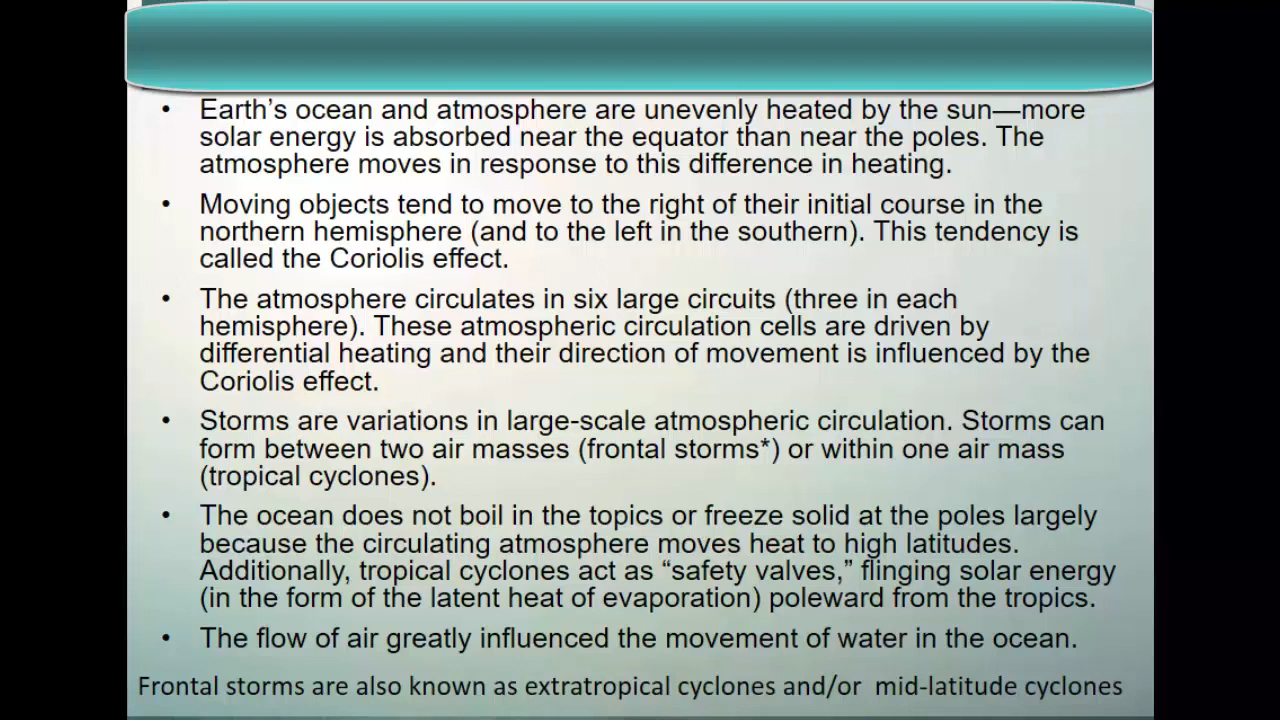 • Earth’s ocean and atmosphere are unevenly heated by the sun—more
solar energy is absorbed near the equator than near the poles. The
atmosphere moves in response to this difference in heating.
• Moving objects tend to move to the right of their initial course in the
northern hemisphere (and to the left in the southern). This tendency is
called the Coriolis effect.
• The atmosphere circulates in six large circuits (three in each
hemisphere). These atmospheric circulation cells are driven by
differential heating and their direction of movement is influenced by the
Coriolis effect.
• Storms are variations in large-scale atmospheric circulation. Storms can
form between two air masses (frontal storms*) or within one air mass
(tropical cyclones).
• The ocean does not boil in the topics or freeze solid at the poles largely
because the circulating atmosphere moves heat to high latitudes.
Additionally, tropical cyclones act as “safety valves,” flinging solar energy
(in the form of the latent heat of evaporation) poleward from the tropics.
• The flow of air greatly influenced the movement of water in the ocean.
Frontal storms are also known as extratropical cyclones and/or mid-latitude cyclones